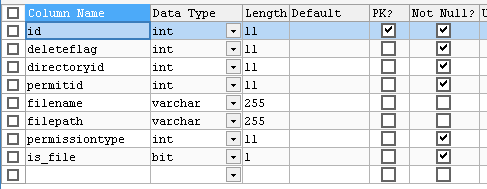 Column Name Data Type Length Default PK? Not Null? U
id int 11
deleteflag int 11
directoryid int 11
permitid int 11
filename varchar 255
filepath varchar 255
permissiontype int 11
is_file bit 1